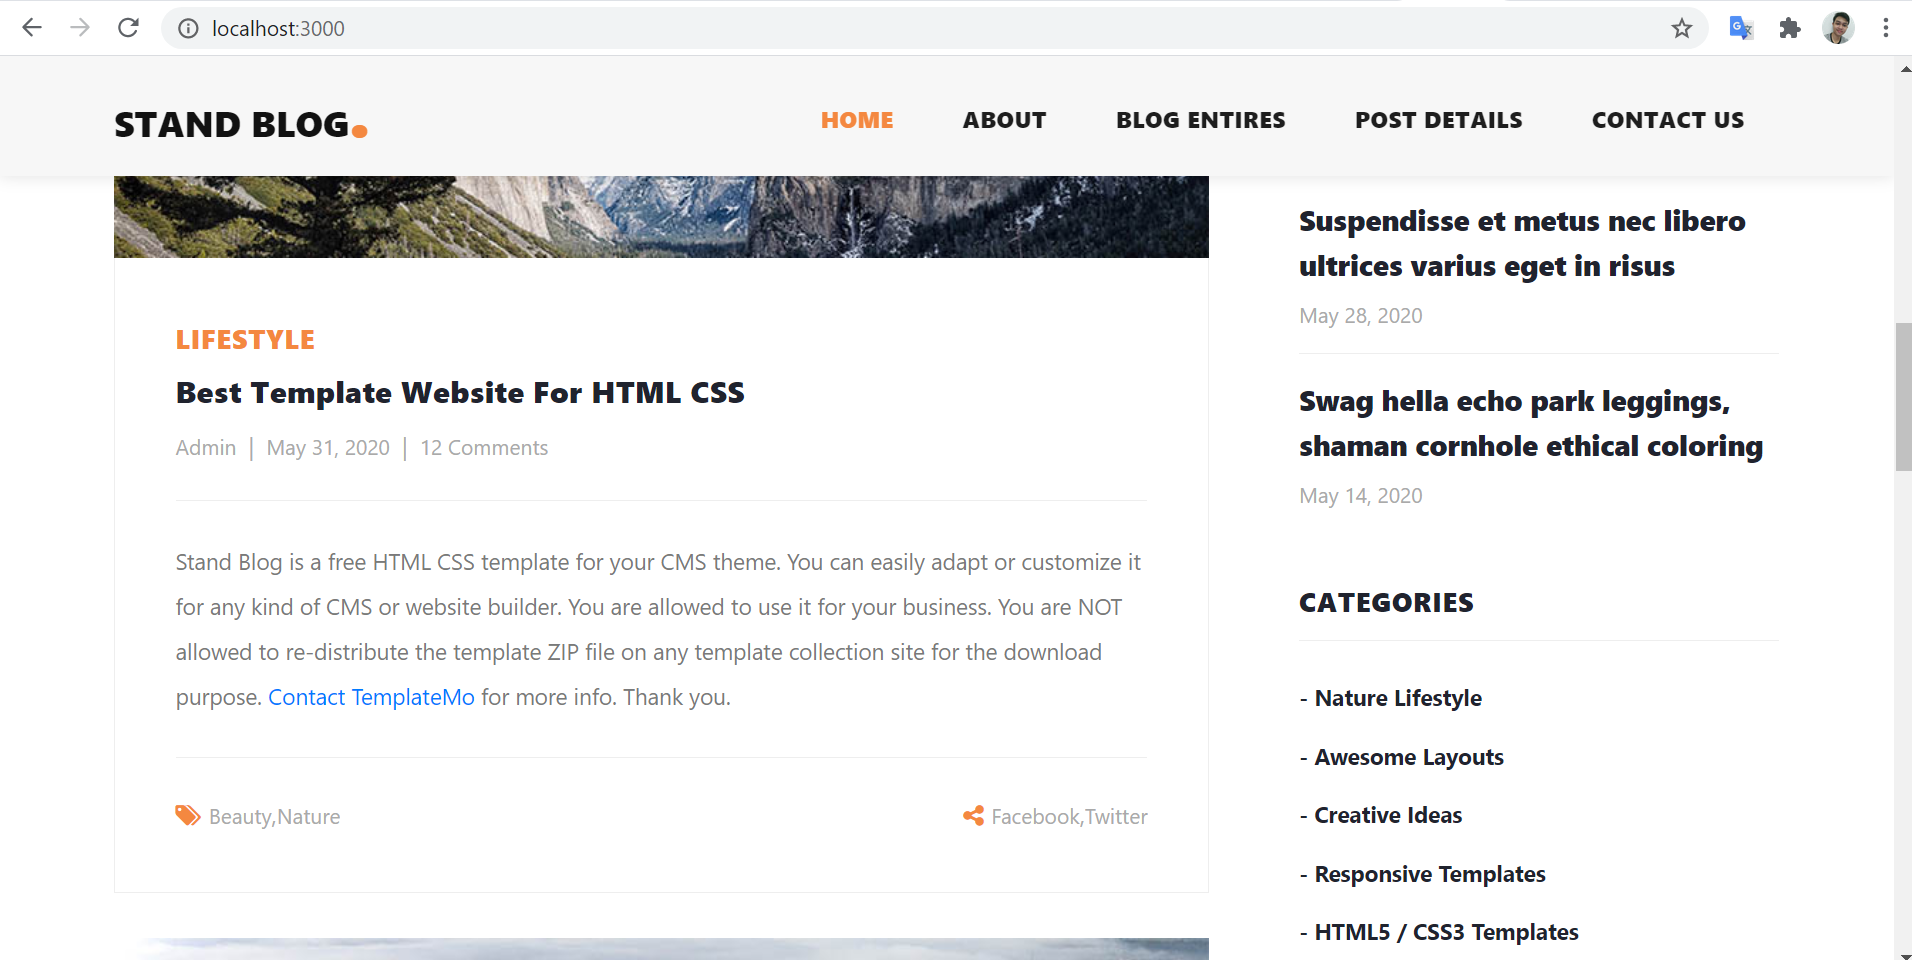 localhost:3000
STAND BLOG.
HOME ABOUT BLOG ENTIRES POST DETAILS CONTACT US
LIFESTYLE
Best Template Website For HTML CSS
Admin | May 31, 2020 | 12 Comments
Stand Blog is a free HTML CSS template for your CMS theme. You can easily adapt or customize it
for any kind of CMS or website builder. You are allowed to use it for your business. You are NOT
allowed to re-distribute the template ZIP file on any template collection site for the download
purpose. Contact TemplateMo for more info. Thank you.
Beauty,Nature
Facebook,Twitter
Suspendisse et metus nec libero
ultrices varius eget in risus
May 28, 2020
Swag hella echo park leggings,
shaman cornhole ethical coloring
May 14, 2020
CATEGORIES
- Nature Lifestyle
- Awesome Layouts
- Creative Ideas
- Responsive Templates
- HTML5 / CSS3 Templates